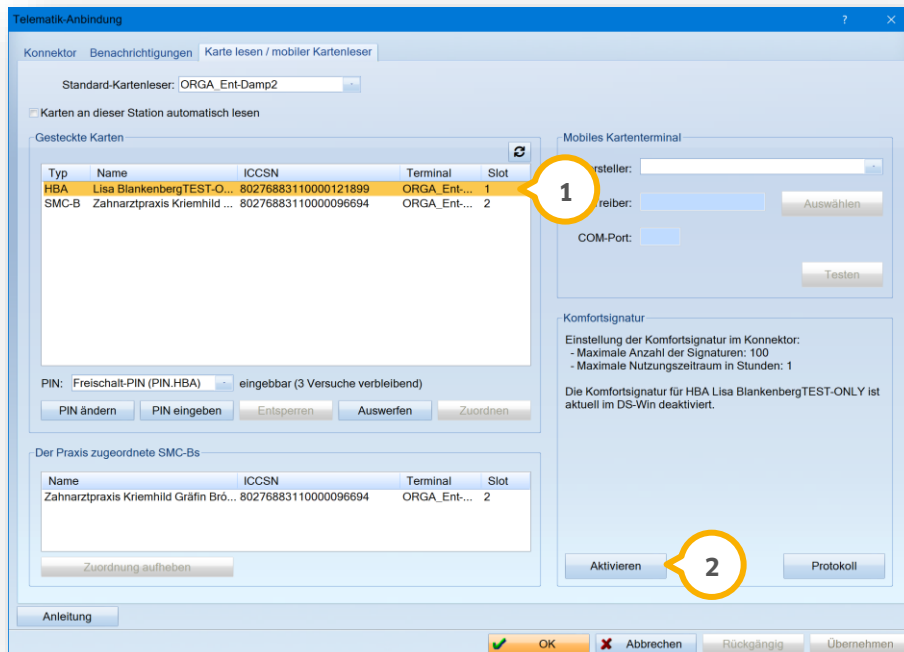 Telematik-Anbindung ? ×
Konnektor Benachrichtigungen Karte lesen / mobiler Kartenleser
Standard-Kartenleser: ORGA_Ent-Damp2
Karten an dieser Station automatisch lesen
Gesteckte Karten
Typ Name ICCSN Terminal Slot
HBA Lisa BlankenbergTEST-O... 80276883110000121899 ORGA_Ent-... 1
SMC-B Zahnarztpraxis Kriemhild ... 80276883110000096694 ORGA_Ent-... 2
1
PIN: Freischalt-PIN (PIN.HBA) eingebbar (3 Versuche verbleibend)
PIN ändern PIN eingeben Entsperren Auswerfen Zuordnen
Der Praxis zugeordnete SMC-Bs
Name ICCSN Terminal Slot
Zahnarztpraxis Kriemhild Gräfin Bró... 80276883110000096694 ORGA_Ent-... 2
Zuordnung aufheben
Mobiles Kartenterminal
ersteller:
reiber: Auswählen
COM-Port:
Testen
Komfortsignatur
Einstellung der Komfortsignatur im Konnektor:
- Maximale Anzahl der Signaturen: 100
- Maximale Nutzungszeitraum in Stunden: 1
Die Komfortsignatur für HBA Lisa BlankenbergTEST-ONLY ist
aktuell im DS-Win deaktiviert.
Aktivieren 2 Protokoll
Anleitung
OK Abbrechen Rückgängig Übernehmen